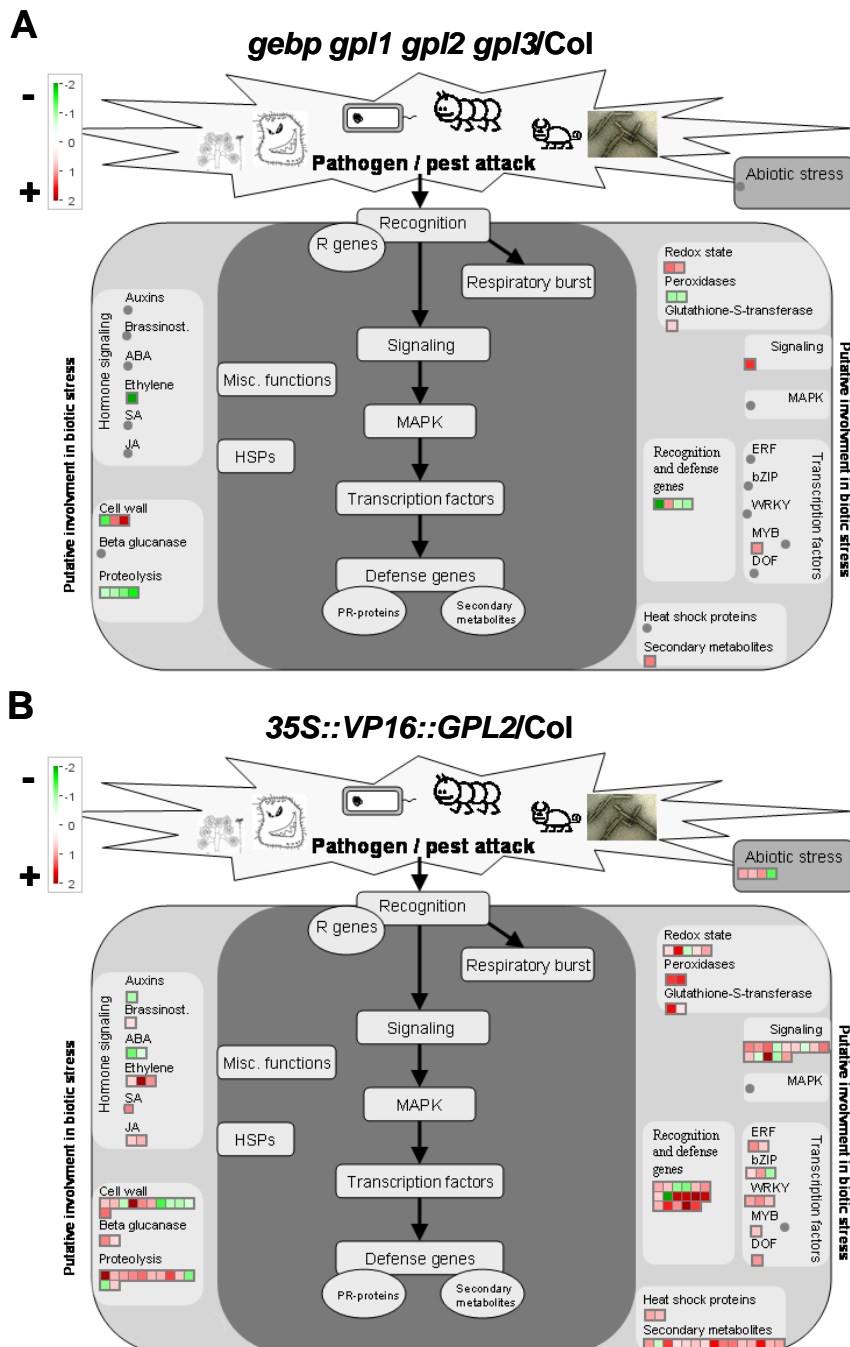 A
gebp gpl1 gpl2 gpl3/Col
-
-2
-1
0
1
2
+
Pathogen / pest attack
Abiotic stress
Recognition
R genes
Respiratory burst
Redox state
Peroxidases
Glutathione-S-transferase
Hormone signaling
Auxins
Brassinost.
ABA
Ethylene
SA
JA
Signaling
Signaling
Misc. functions
MAPK
MAPK
HSPs
Recognition
and defense
genes
ERF
bZIP
WRKY
MYB
DOF
Transcription factors
Transcription factors
Putative involvment in biotic stress
Putative involvment in biotic stress
Cell wall
Beta glucanase
Proteolysis
Defense genes
PR-proteins
Secondary
metabolites
Heat shock proteins
Secondary metabolites
B
35S::VP16::GPL2/Col
-
-2
-1
0
1
2
+
Pathogen / pest attack
Abiotic stress
Recognition
R genes
Respiratory burst
Redox state
Peroxidases
Glutathione-S-transferase
Hormone signaling
Auxins
Brassinost.
ABA
Ethylene
SA
JA
Signaling
Signaling
Misc. functions
MAPK
MAPK
HSPs
Recognition
and defense
genes
ERF
bZIP
WRKY
MYB
DOF
Transcription factors
Transcription factors
Putative involvment in biotic stress
Putative involvment in biotic stress
Cell wall
Beta glucanase
Proteolysis
Defense genes
PR-proteins
Secondary
metabolites
Heat shock proteins
Secondary metabolites